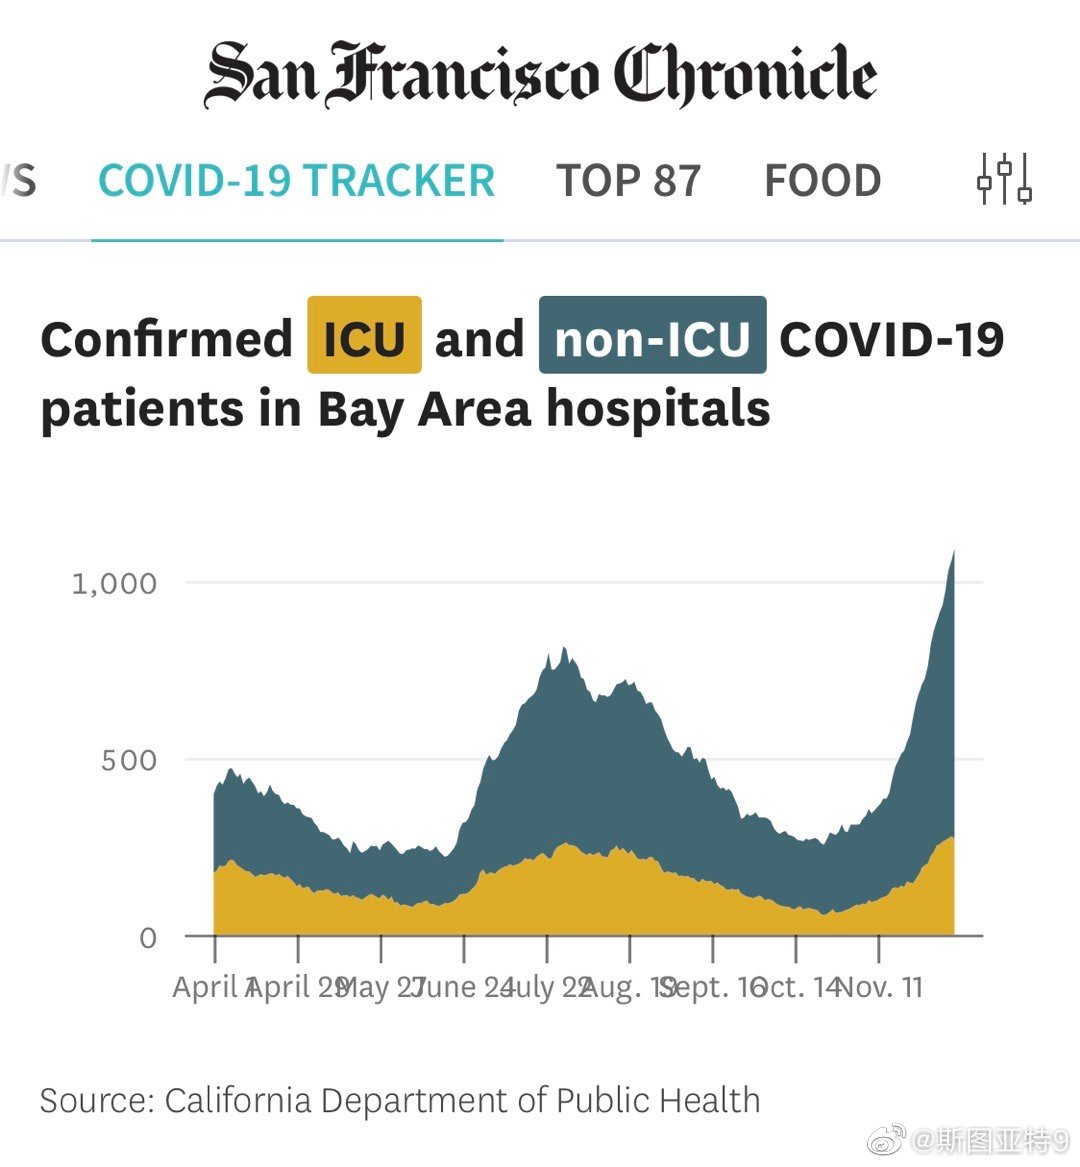 San Francisco Chronicle
COVID-19 TRACKER TOP 87 FOOD
Confirmed ICU and non-ICU COVID-19
patients in Bay Area hospitals
1,000
500
0
April 1 April 29 May 27 June 24 July 22 Aug. 19 Sept. 16 Oct. 14 Nov. 11
Source: California Department of Public Health
@斯图亚特9